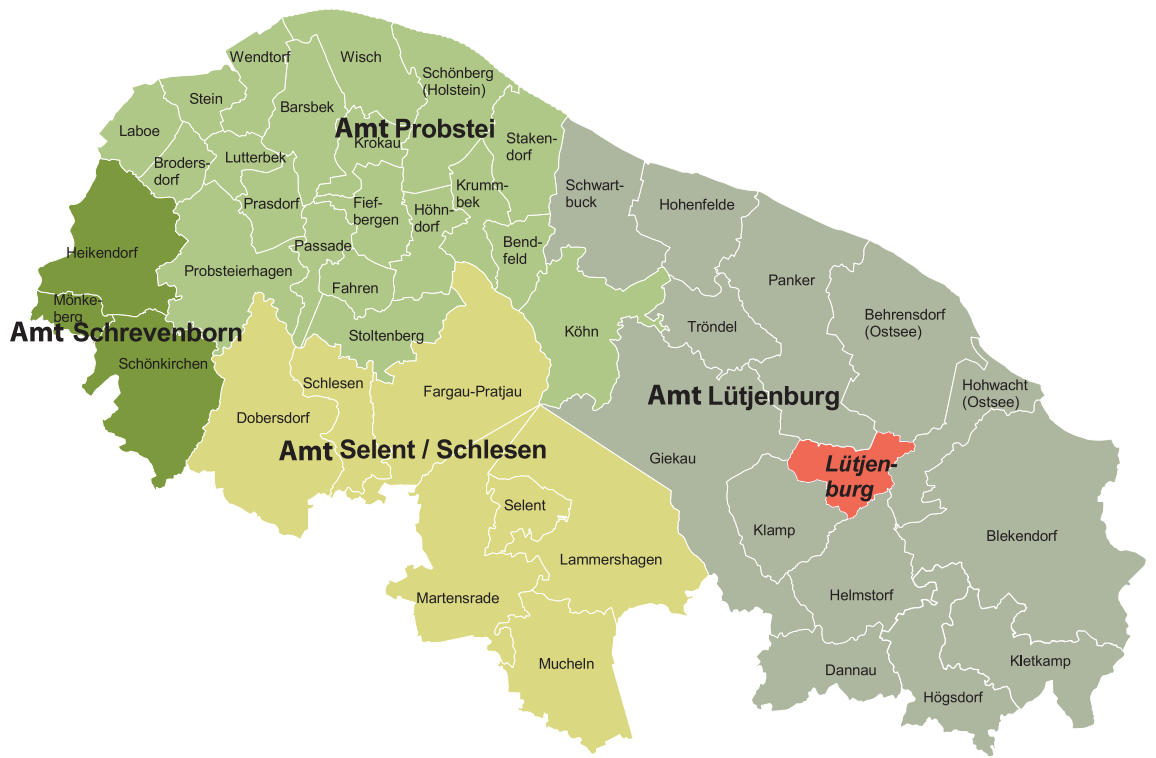 Wendtorf
Wisch
Schönberg
(Holstein)
Stein
Barsbek
Laboe
Amt Probstei
Krokau
Staken-
dorf
Broders-
dorf
Lutterbek
Schwart-
buck
Krumm-
bek
Prasdorf
Fief-
bergen
Höhn-
dorf
Hohenfelde
Passade
Bend-
feld
Heikendorf
Probsteierhagen
Panker
Fahren
Mönke-
berg
Behrensdorf
(Ostsee)
Amt Schrevenborn
Stoltenberg
Köhn
Tröndel
Schönkirchen
Schlesen
Fargau-Pratjau
Hohwacht
(Ostsee)
Amt Lütjenburg
Dobersdorf
Amt Selent / Schlesen
Giekau
Lütjen-
burg
Selent
Klamp
Blekendorf
Lammershagen
Martensrade
Helmstorf
Mucheln
Dannau
Kletkamp
Högsdorf